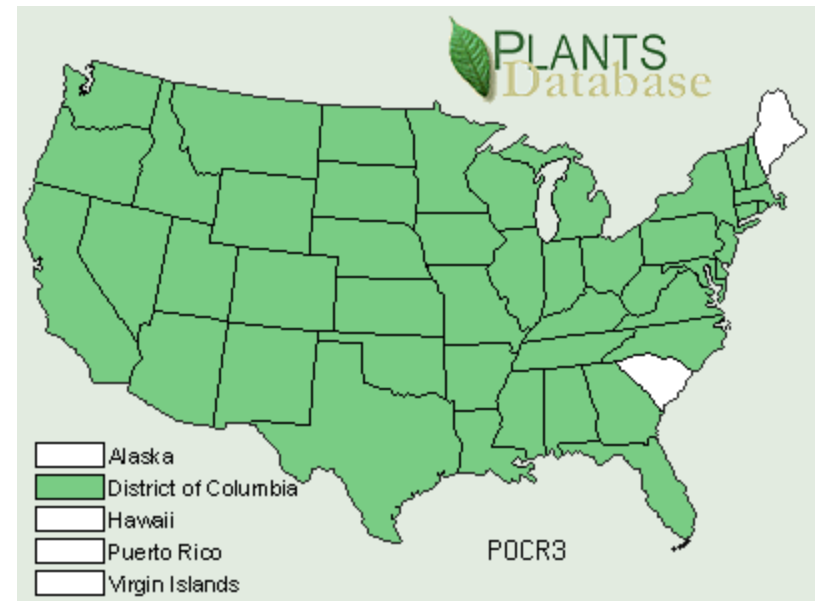 PLANTS
Database
Alaska
District of Columbia
Hawaii
Puerto Rico
Virgin Islands
POCR3